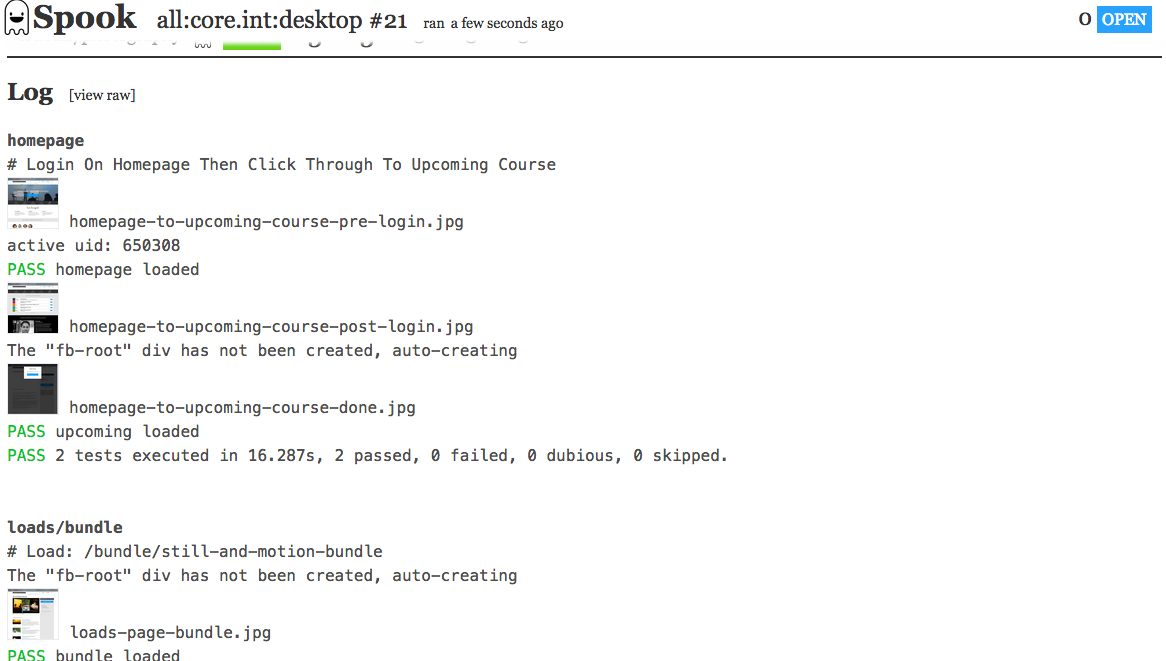 Spook all:core.int:desktop #21 ran a few seconds ago O OPEN
Log [view raw]
homepage
# Login On Homepage Then Click Through To Upcoming Course
homepage-to-upcoming-course-pre-login.jpg
active uid: 650308
PASS homepage loaded
homepage-to-upcoming-course-post-login.jpg
The "fb-root" div has not been created, auto-creating
homepage-to-upcoming-course-done.jpg
PASS upcoming loaded
PASS 2 tests executed in 16.287s, 2 passed, 0 failed, 0 dubious, 0 skipped.
loads/bundle
# Load: /bundle/still-and-motion-bundle
The "fb-root" div has not been created, auto-creating
loads-page-bundle.jpg
PASS bundle loaded